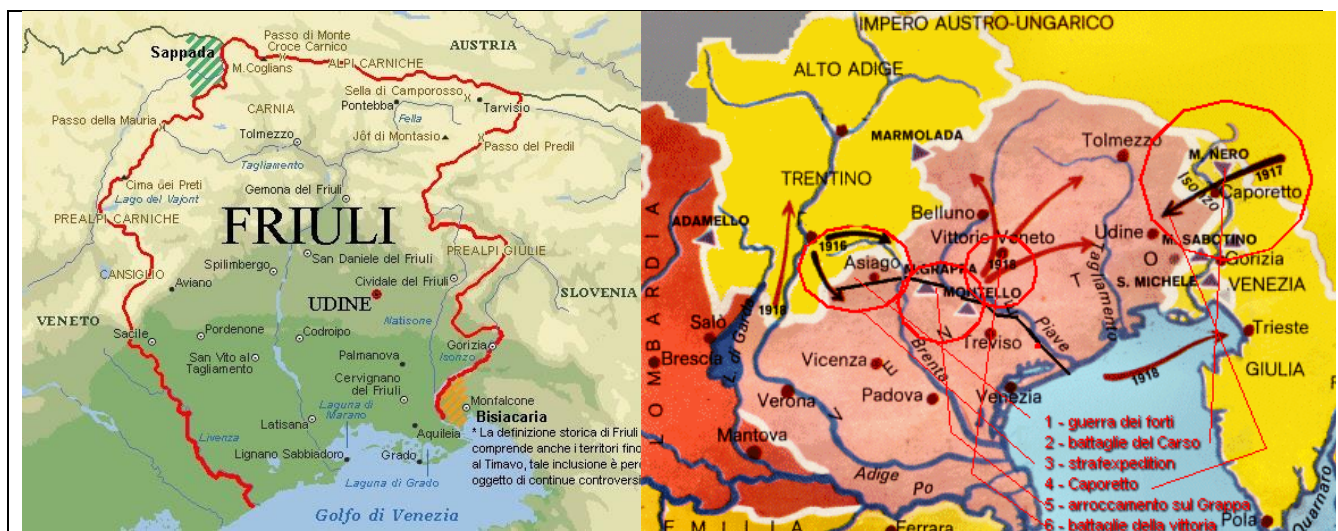 Sappada
Passo di Monte
Croce Carnico
AUSTRIA
M.Coglians
ALPI CARNICHE
CARNIA
Sella di Camporosso
Pontebba
Tarvisio
Fella
Passo della Mauria
Tolmezzo
Jôf di Montasio
Passo del Predil
Tagliamento
Cima dei Preti
Lago del Vajont
Gemona del Friuli
PREALPI CARNICHE
FRIULI
PREALPI GIULIE
San Daniele del Friuli
CANSIGLIO
Spilimbergo
Cividale del Friuli
Aviano
UDINE
SLOVENIA
VENETO
Natisone
Sacile
Pordenone
Codroipo
Gorizia
Isonzo
San Vito al
Tagliamento
Palmanova
Cervignano
del Friuli
Monfalcone
Laguna di
Marano
Bisiacaria
Latisana
Aquileia
Livenza
Lignano Sabbiadoro
Grado
Laguna di Grado
Golfo di Venezia
* La definizione storica di Friuli
comprende anche i territori fino
al Timavo, tale inclusione è per
oggetto di continue controversi
IMPERO AUSTRO-UNGARICO
ALTO ADIGE
MARMOLADA
Tolmezzo
M. NERO
1917
Isonzo
Caporetto
TRENTINO
ADAMELLO
Belluno
1916
Vittorio Veneto
Udine
M. SABOTINO
Asiago
M.GRAPPA
1918
Tagliamento
Gorizia
S. MICHELE
VENEZIA
MONTELLO
1918
Salò
L. di Garda
Brescia
Vicenza
Brenta
Treviso
Piave
Trieste
GIULIA
1918
LOMBARDIA
VENETO
Verona
Padova
Venezia
Mantova
Adige
Po
1 - guerra dei forti
2 - battaglie del Carso
3 - strafexpedition
4 - Caporetto
5 - arroccamento sul Grappa
6 - battaglie della vittoria
EMILIA
Ferrara
Pola
Quarnaro